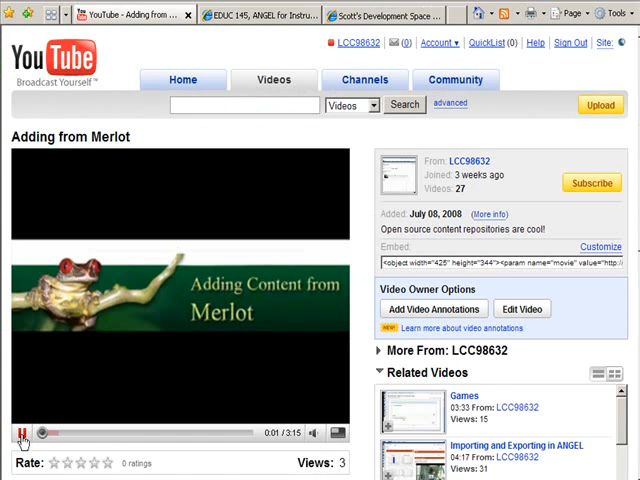 YouTube - Adding from ...
EDUC 145, ANGEL for Instru...
Scott's Development Space ...
Page
Tools
YouTube
Broadcast Yourself™
LCC98632
(0)
Account
QuickList (0)
Help
Sign Out
Site:
Home
Videos
Channels
Community
Videos
Search
advanced
Upload
Adding from Merlot
Adding Content from
Merlot
0:01 / 3:15
Rate:
0 ratings
Views: 3
From: LCC98632
Joined: 3 weeks ago
Videos: 27
Subscribe
Added: July 08, 2008 (More info)
Open source content repositories are cool!
Embed:
Customize
<object width="425" height="344"><param name="movie" value="http:/
Video Owner Options
Add Video Annotations
Edit Video
NEW!
Learn more about video annotations
More From: LCC98632
Related Videos
Games
03:33 From: LCC98632
Views: 15
Importing and Exporting in ANGEL
04:17 From: LCC98632
Views: 31